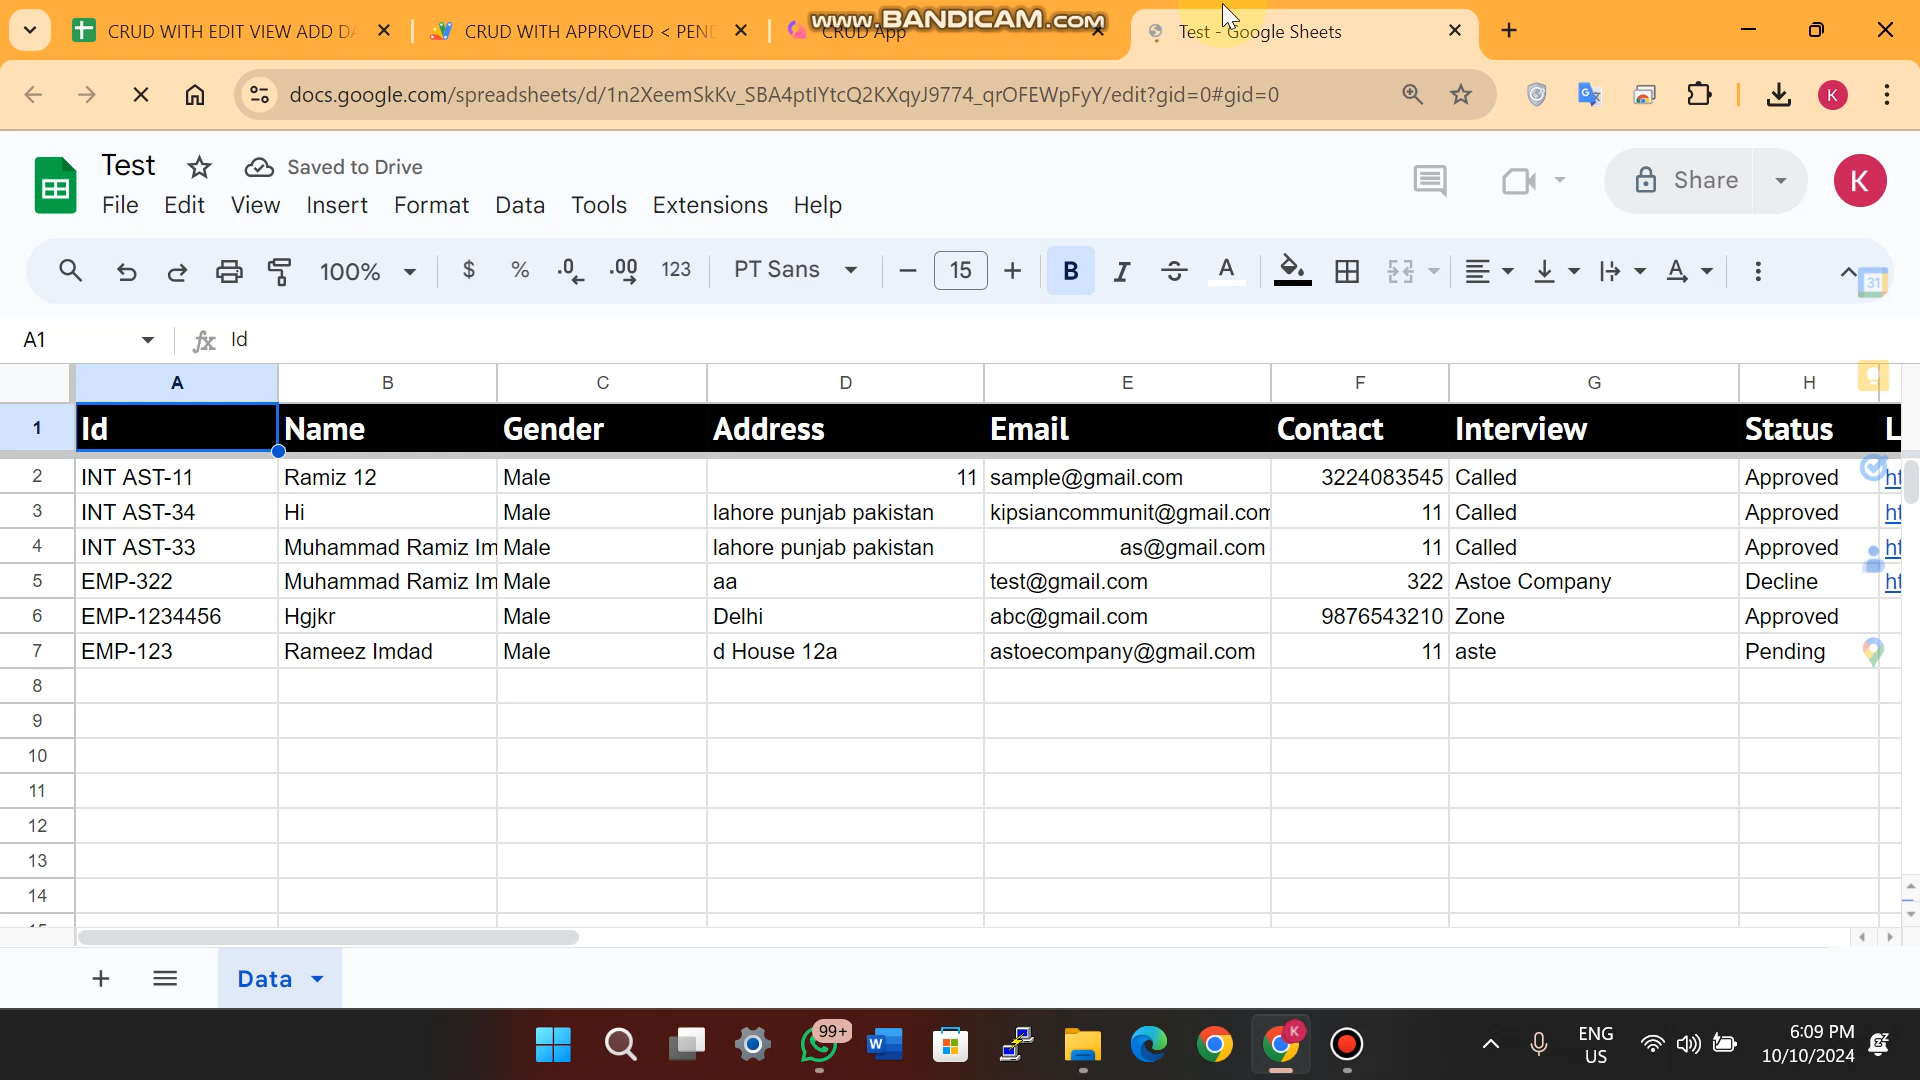 CRUD WITH EDIT VIEW ADD DA
CRUD WITH APPROVED < PEN
CRUD App
www.BANDICAM.com
Test - Google Sheets
docs.google.com/spreadsheets/d/1n2XeemSkKv_SBA4ptIYtcQ2KXqyJ9774_qrOFEWpFyY/edit?gid=0#gid=0
K
Test
Saved to Drive
Share
K
File Edit View Insert Format Data Tools Extensions Help
100% $ % .0 .00 123 PT Sans 15 B I A A
31
A1 fx Id
A B C D E F G H
1 Id Name Gender Address Email Contact Interview Status L
2 INT AST-11 Ramiz 12 Male 11 sample@gmail.com 3224083545 Called Approved ht
3 INT AST-34 Hi Male lahore punjab pakistan kipsiancommunit@gmail.com 11 Called Approved ht
4 INT AST-33 Muhammad Ramiz Im Male lahore punjab pakistan as@gmail.com 11 Called Approved ht
5 EMP-322 Muhammad Ramiz Im Male aa test@gmail.com 322 Astoe Company Decline ht
6 EMP-1234456 Hgjkr Male Delhi abc@gmail.com 9876543210 Zone Approved
7 EMP-123 Rameez Imdad Male d House 12a astoecompany@gmail.com 11 aste Pending
8
9
10
11
12
13
14
Data
99+
W
K
ENG
US
6:09 PM
10/10/2024